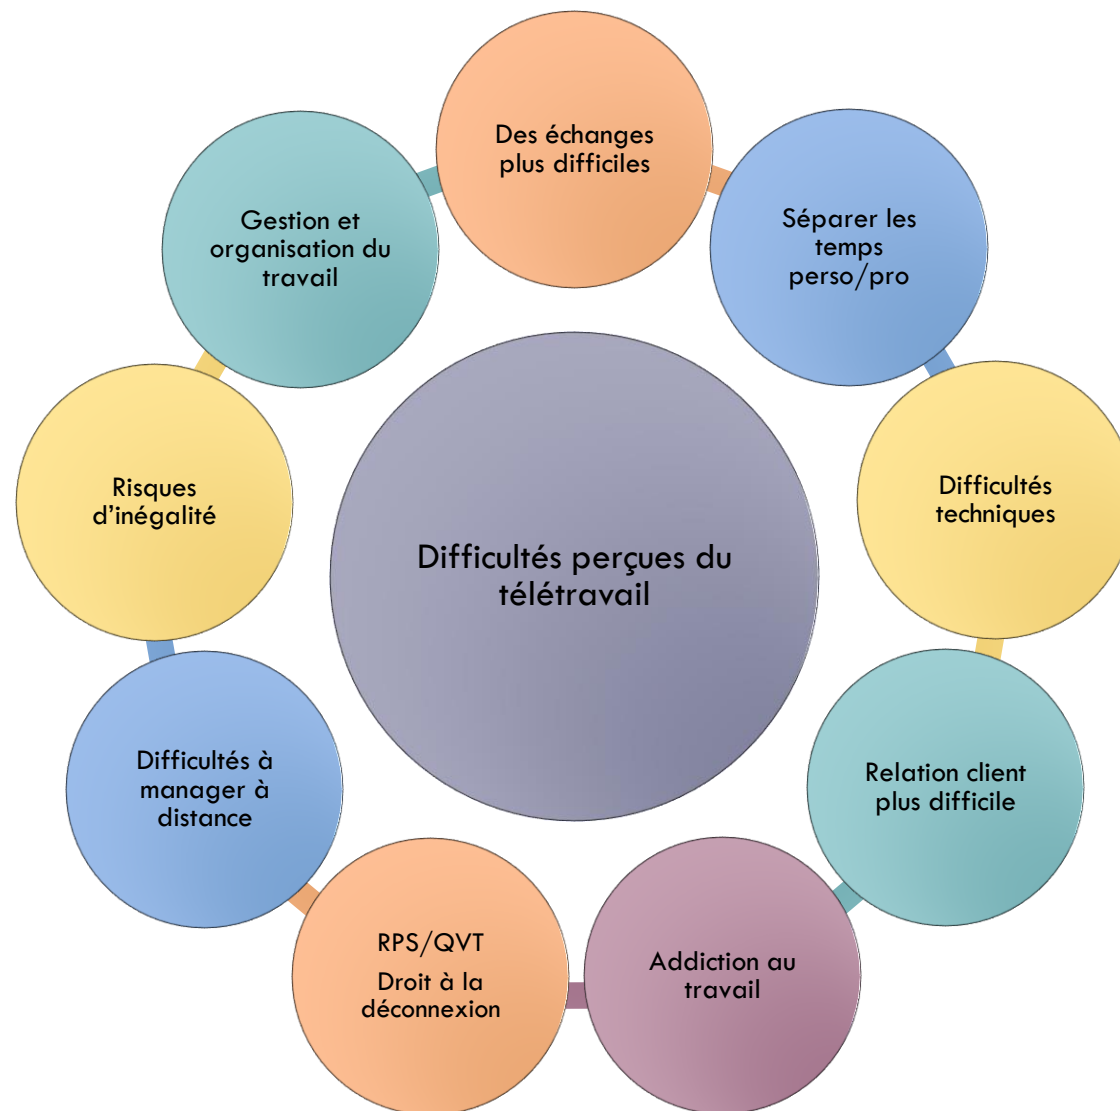 Des échanges
plus difficiles
Séparer les
temps
perso/pro
Difficultés
techniques
Relation client
plus difficile
Addiction au
travail
RPS/QVT
Droit à la
déconnexion
Difficultés à
manager à
distance
Risques
d’inégalité
Gestion et
organisation du
travail
Difficultés perçues du
télétravail